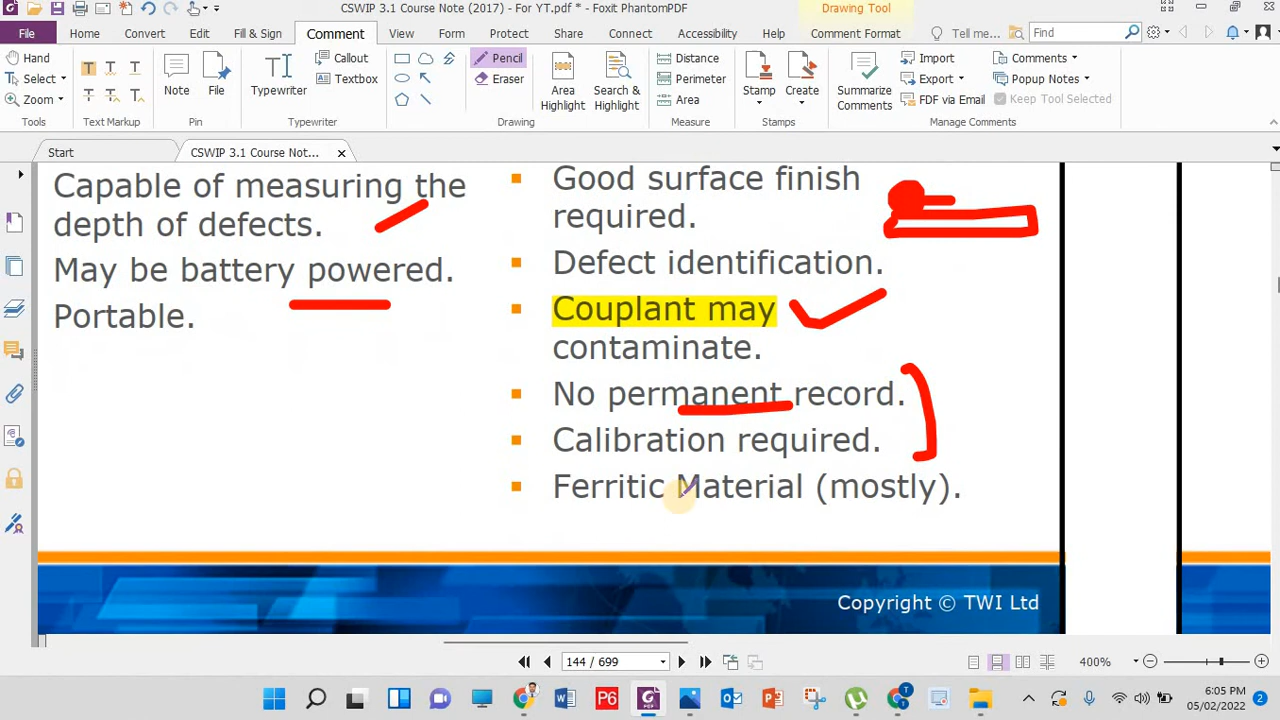 CSWIP 3.1 Course Note (2017) - For YT.pdf * - Foxit PhantomPDF
Drawing Tool
File
Home
Convert
Edit
Fill & Sign
Comment
View
Form
Protect
Share
Connect
Accessibility
Help
Comment Format
Tell me...
Find
Hand
Select
Zoom
Tools
T T T
T T T
Text Markup
Note
File
Pin
Typewriter
Callout
Textbox
Typewriter
Pencil
Eraser
Area
Highlight
Search &
Highlight
Drawing
Distance
Perimeter
Area
Measure
Stamp
Create
Stamps
Summarize
Comments
Import
Export
FDF via Email
Comments
Popup Notes
Keep Tool Selected
Manage Comments
Start
CSWIP 3.1 Course Not...
Capable of measuring the
depth of defects.
May be battery powered.
Portable.
Good surface finish
required.
Defect identification.
Couplant may
contaminate.
No permanent record.
Calibration required.
Ferritic Material (mostly).
Copyright © TWI Ltd
144 / 699
400%
W
P6
PDF
T
6:05 PM
05/02/2022
2